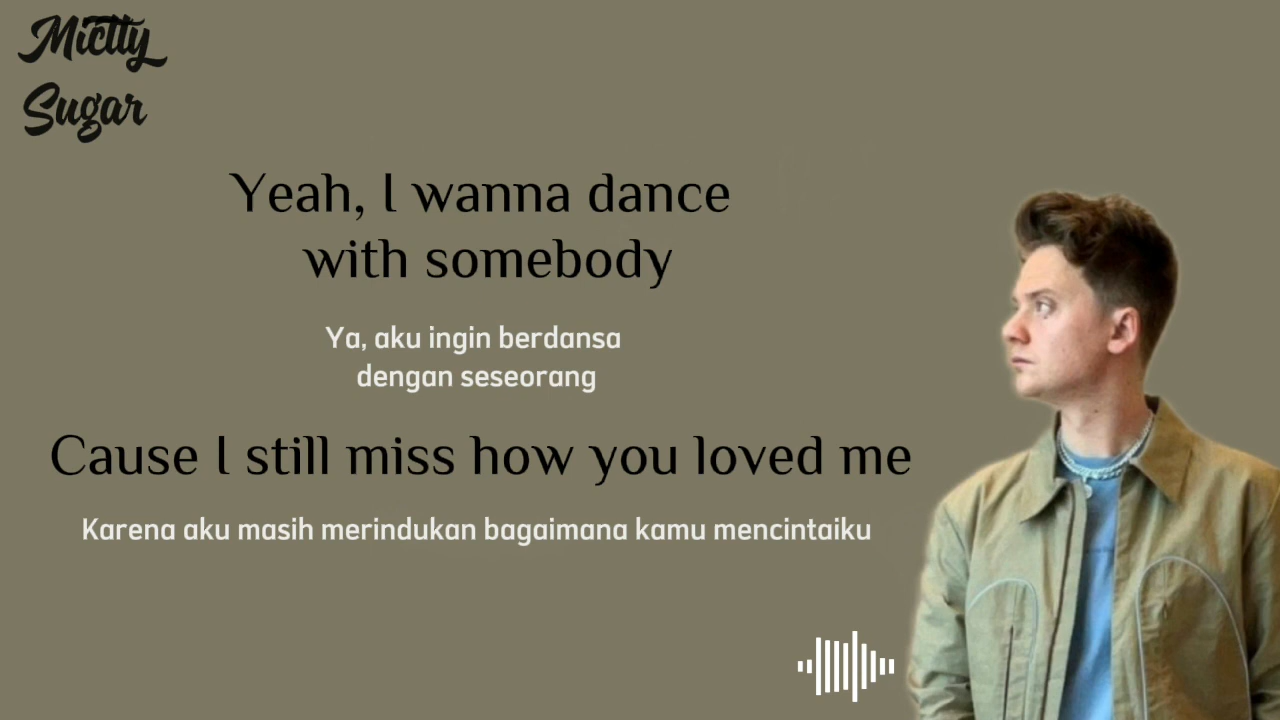 Mictty
Sugar
Yeah, I wanna dance
with somebody
Ya, aku ingin berdansa
dengan seseorang
Cause I still miss how you loved me
Karena aku masih merindukan bagaimana kamu mencintaiku